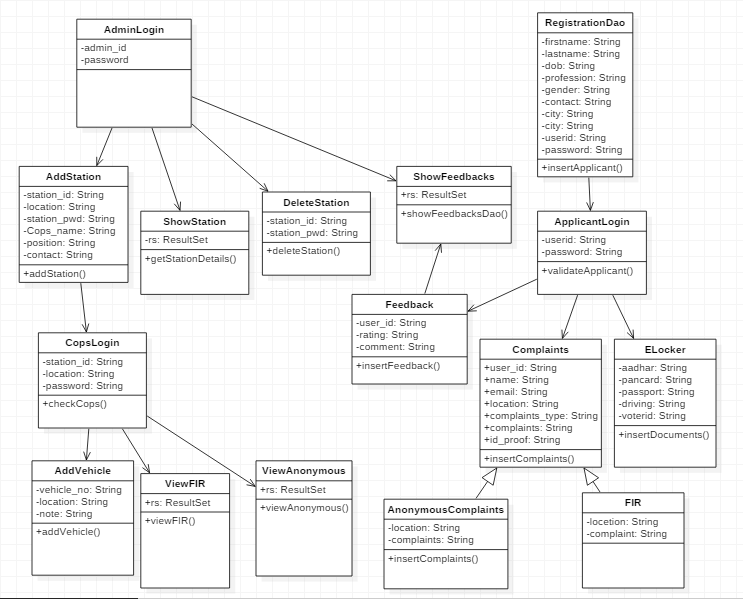 AdminLogin
-admin_id
-password
RegistrationDao
-firstname: String
-lastname: String
-dob: String
-profession: String
-gender: String
-contact: String
-city: String
-city: String
-userid: String
-password: String
+insertApplicant()
AddStation
-station_id: String
-location: String
-station_pwd: String
-Cops_name: String
-position: String
-contact: String
+addStation()
ShowStation
-rs: ResultSet
+getStationDetails()
DeleteStation
-station_id: String
-station_pwd: String
+deleteStation()
ShowFeedbacks
+rs: ResultSet
+showFeedbacksDao()
ApplicantLogin
-userid: String
-password: String
+validateApplicant()
Feedback
-user_id: String
-rating: String
-comment: String
+insertFeedback()
CopsLogin
-station_id: String
-location: String
-password: String
+checkCops()
Complaints
+user_id: String
+name: String
+email: String
+location: String
+complaints_type: String
+complaints: String
+id_proof: String
+insertComplaints()
ELocker
-aadhar: String
-pancard: String
-passport: String
-driving: String
-voterid: String
+insertDocuments()
AddVehicle
-vehicle_no: String
-location: String
-note: String
+addVehicle()
ViewFIR
+rs: ResultSet
+viewFIR()
ViewAnonymous
+rs: ResultSet
+viewAnonymous()
AnonymousComplaints
-location: String
-complaints: String
+insertComplaints()
FIR
-locetion: String
-complaint: String